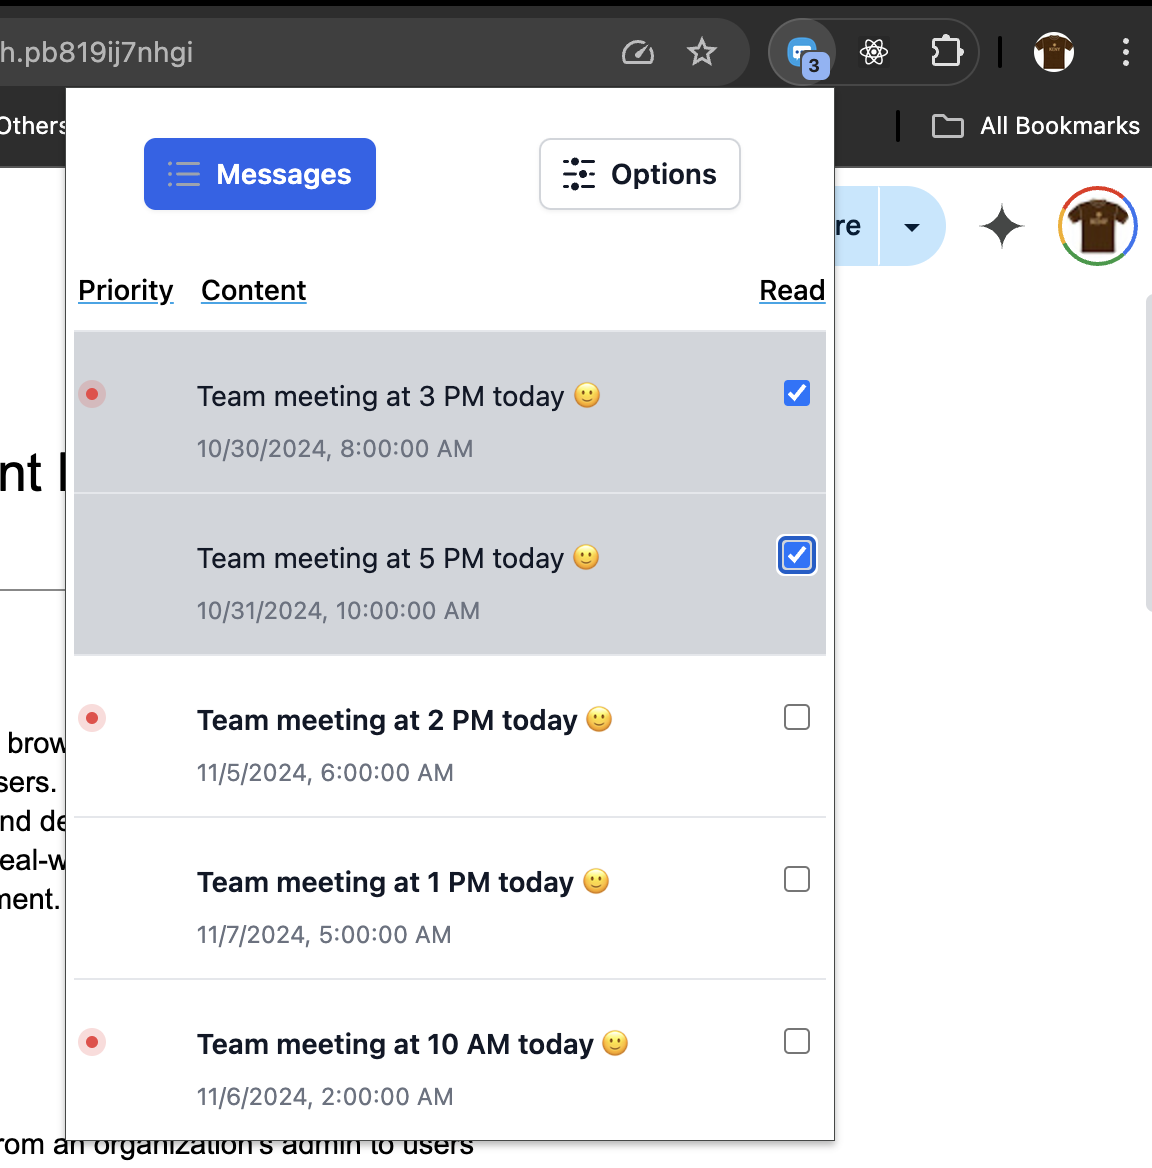 h.pb819ij7nhgi
3
Others
All Bookmarks
Messages
Options
re
Priority Content Read
Team meeting at 3 PM today 🙂
10/30/2024, 8:00:00 AM
nt
Team meeting at 5 PM today 🙂
10/31/2024, 10:00:00 AM
Team meeting at 2 PM today 🙂
brow
11/5/2024, 6:00:00 AM
sers.
nd de
eal-w
Team meeting at 1 PM today 🙂
ment.
11/7/2024, 5:00:00 AM
Team meeting at 10 AM today 🙂
11/6/2024, 2:00:00 AM
rom an organization's admin to users